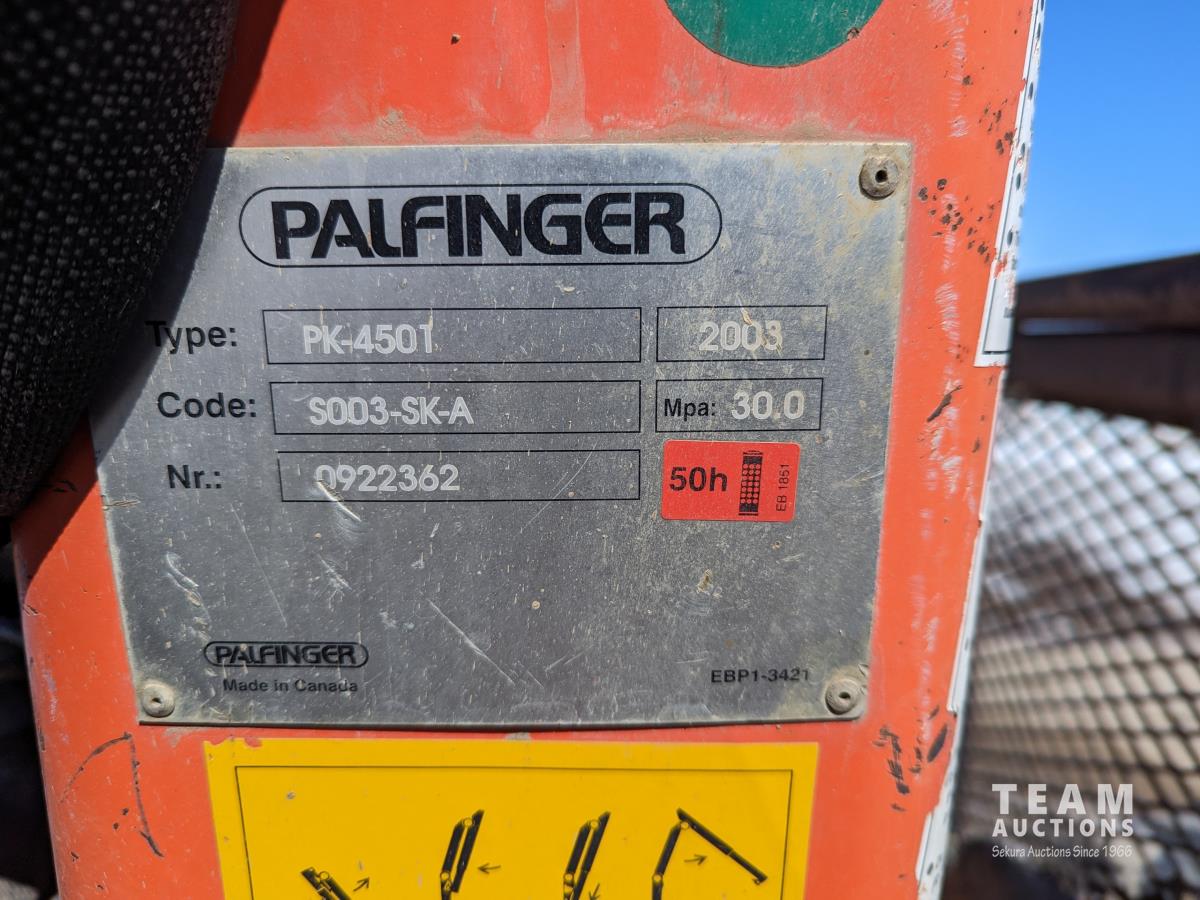 PALFINGER
Type: PK-4501 2003
Code: S003-SK-A Mpa: 30.0
Nr.: 0922362 50h EB 1851
PALFINGER
Made in Canada EBP1-3421
TEAM
AUCTIONS
Sekura Auctions Since 1966